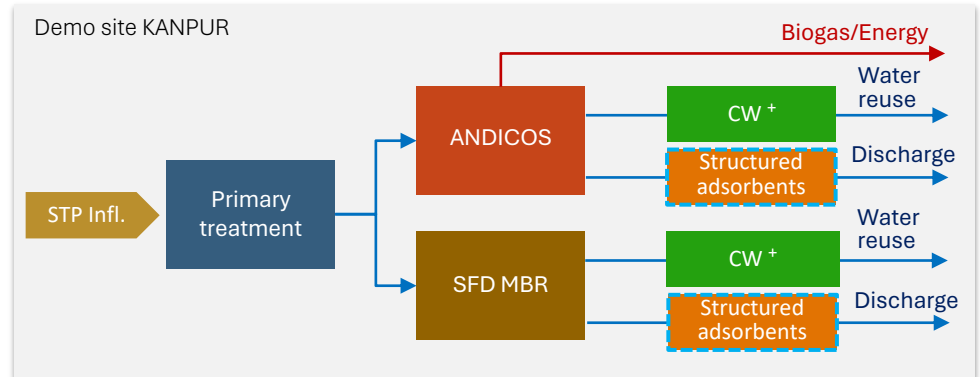 Demo site KANPUR
Biogas/Energy
Water
reuse
ANDICOS
CW +
Discharge
Structured
adsorbents
STP Infl.
Primary
treatment
Water
reuse
SFD MBR
CW +
Discharge
Structured
adsorbents